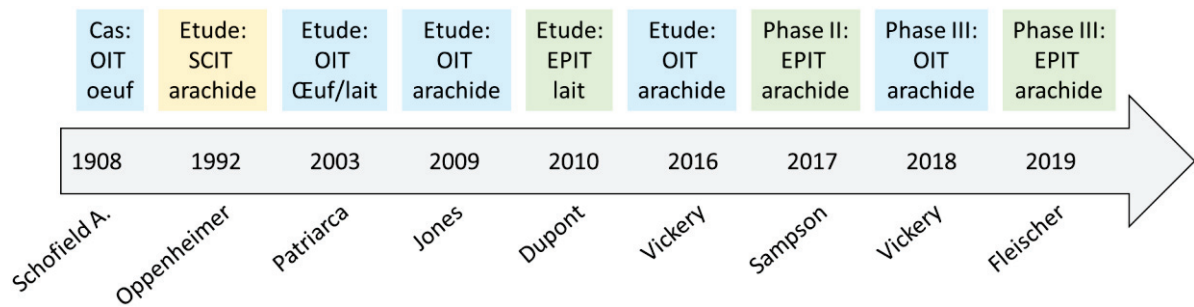 Cas:
OIT
oeuf
Etude:
SCIT
arachide
Etude:
OIT
Œuf/lait
Etude:
OIT
arachide
Etude:
EPIT
lait
Etude:
OIT
arachide
Phase II:
EPIT
arachide
Phase III:
OIT
arachide
Phase III:
EPIT
arachide
1908 1992 2003 2009 2010 2016 2017 2018 2019
Schofield A.
Oppenheimer
Patriarca
Jones
Dupont
Vickery
Sampson
Vickery
Fleischer